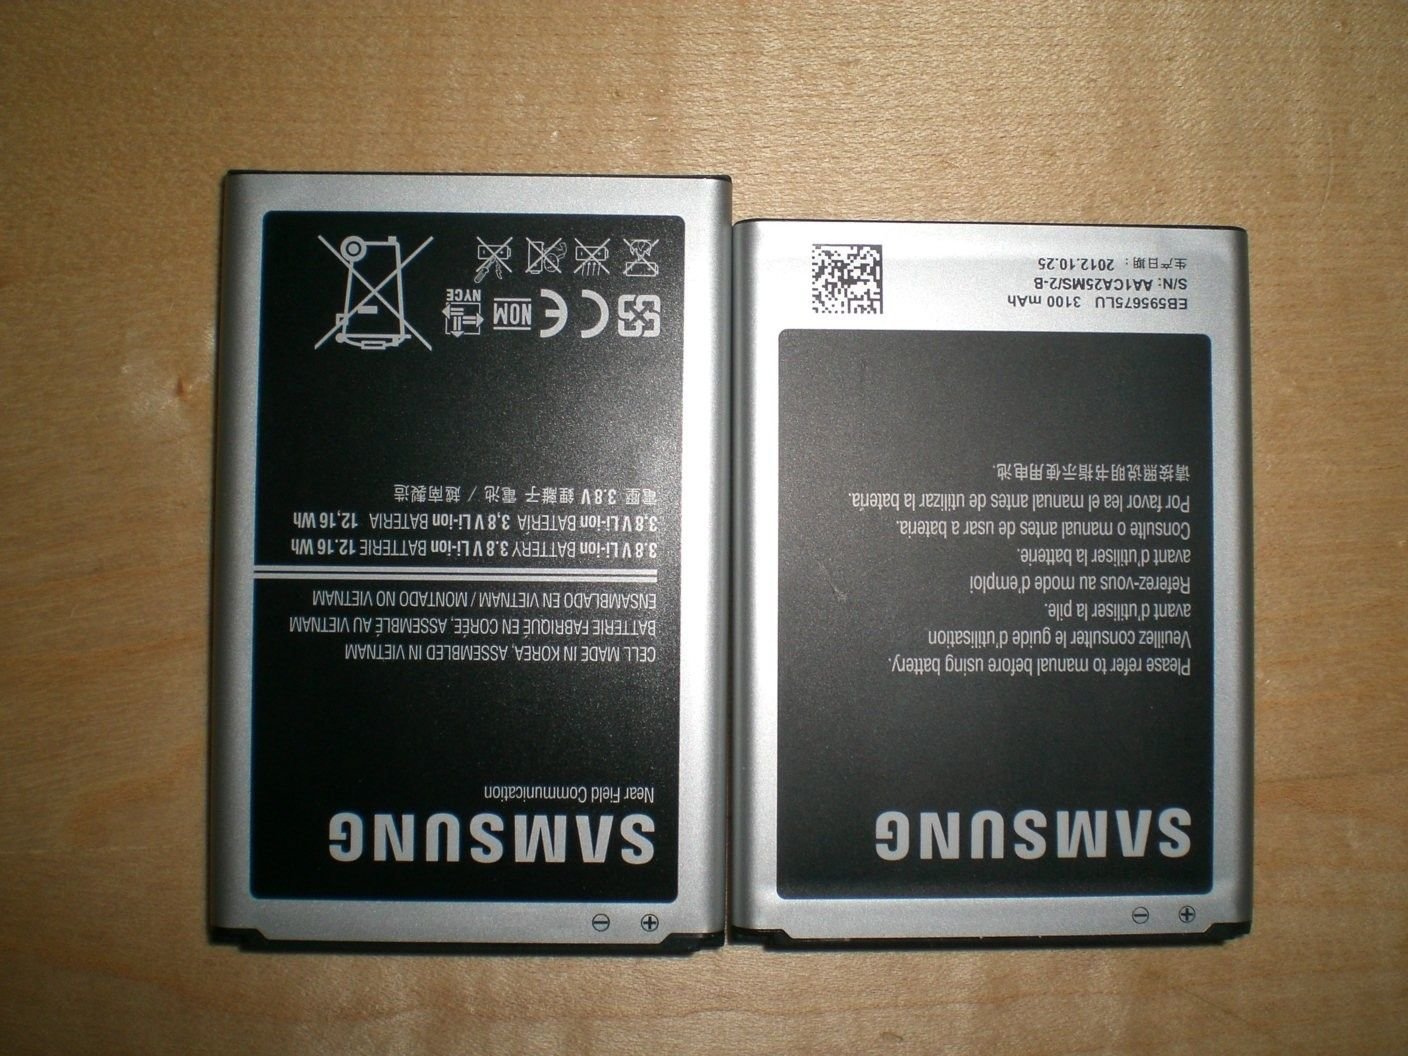 SAMSUNG
Near Field Communication
CELL MADE IN KOREA, ASSEMBLED IN VIETNAM
BATTERIE FABRIQUÉ EN CORÉE, ASSEMBLÉ AU VIETNAM
ENSAMBLADO EN VIETNAM / MONTADO NO VIETNAM
3.8 V Li-ion BATTERY 3.8 V Li-ion BATTERIE 12.16 Wh
3,8 V Li-ion BATERIA 3,8 V Li-ion BATERIA 12,16 Wh
電壓 3.8V 鋰離子 電池 / 越南製造
NOM
NYCE
SAMSUNG
Please refer to manual before using battery.
Veuillez consulter le guide d'utilisation
avant d'utiliser la pile.
Referez-vous au mode d'emploi
avant d'utiliser la batterie.
Consulte o manual antes de usar a bateria.
Por favor lea el manual antes de utilizar la bateria.
请按照说明书指示使用电池.
EB595675LU 3100 mAh
S/N: AA1CA25MS/2-B
生产日期 : 2012.10.25